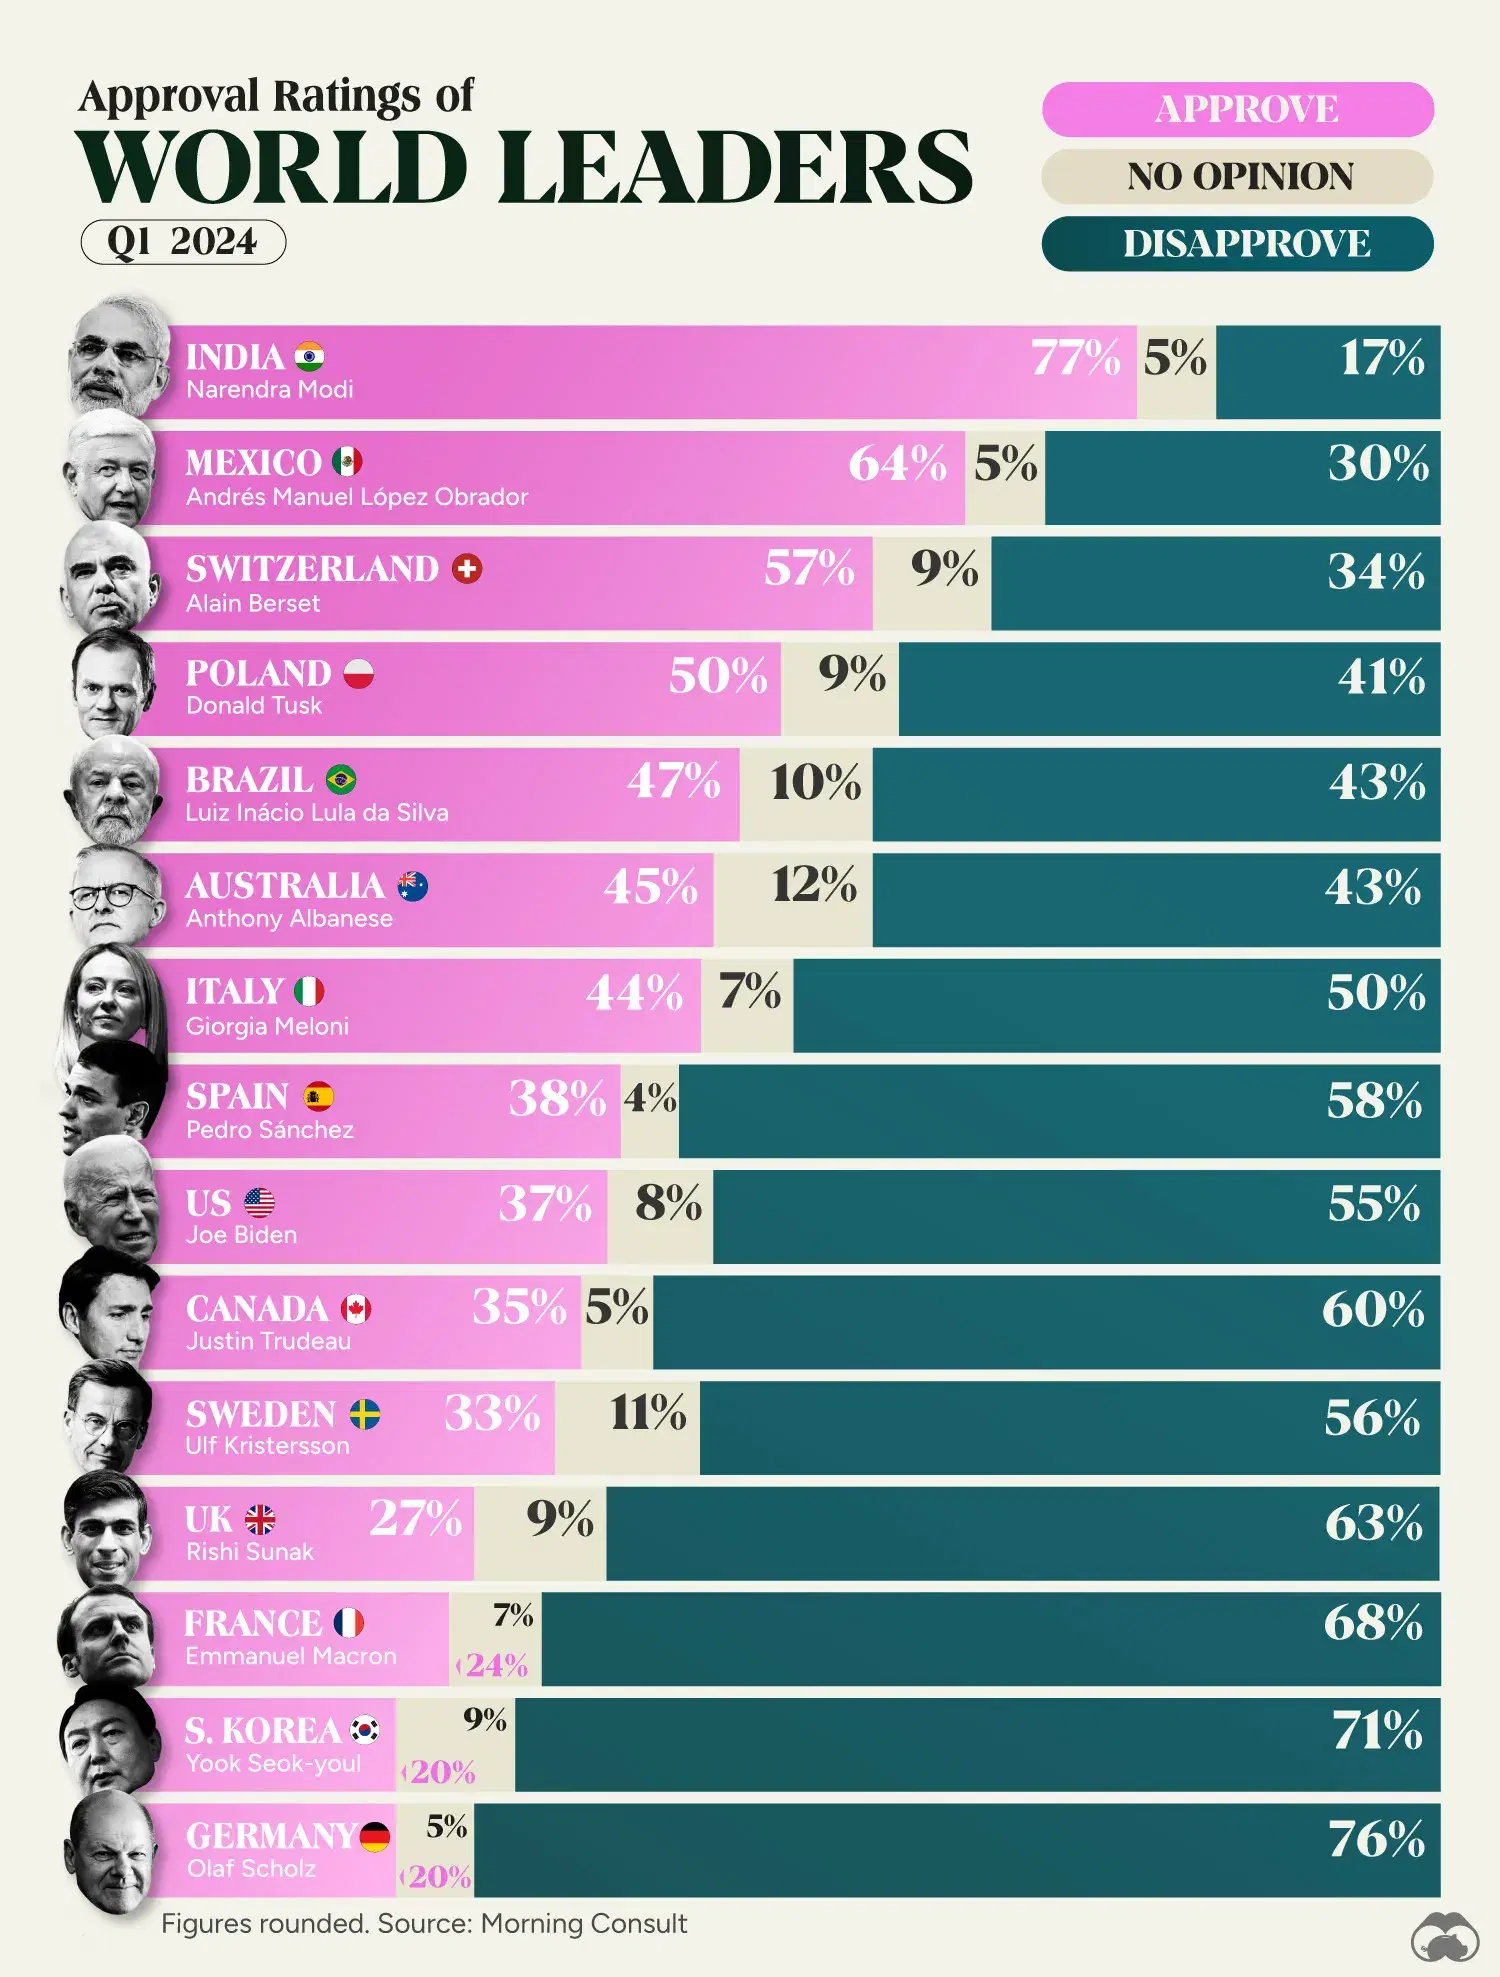 Approval Ratings of
WORLD LEADERS
Q1 2024
APPROVE
NO OPINION
DISAPPROVE
INDIA 77% 5% 17%
Narendra Modi
MEXICO 64% 5% 30%
Andrés Manuel López Obrador
SWITZERLAND 57% 9% 34%
Alain Berset
POLAND 50% 9% 41%
Donald Tusk
BRAZIL 47% 10% 43%
Luiz Inácio Lula da Silva
AUSTRALIA 45% 12% 43%
Anthony Albanese
ITALY 44% 7% 50%
Giorgia Meloni
SPAIN 38% 4% 58%
Pedro Sánchez
US 37% 8% 55%
Joe Biden
CANADA 35% 5% 60%
Justin Trudeau
SWEDEN 33% 11% 56%
Ulf Kristersson
UK 27% 9% 63%
Rishi Sunak
FRANCE 7% 68%
Emmanuel Macron 24%
S. KOREA 9% 71%
Yook Seok-youl 20%
GERMANY 5% 76%
Olaf Scholz 20%
Figures rounded. Source: Morning Consult